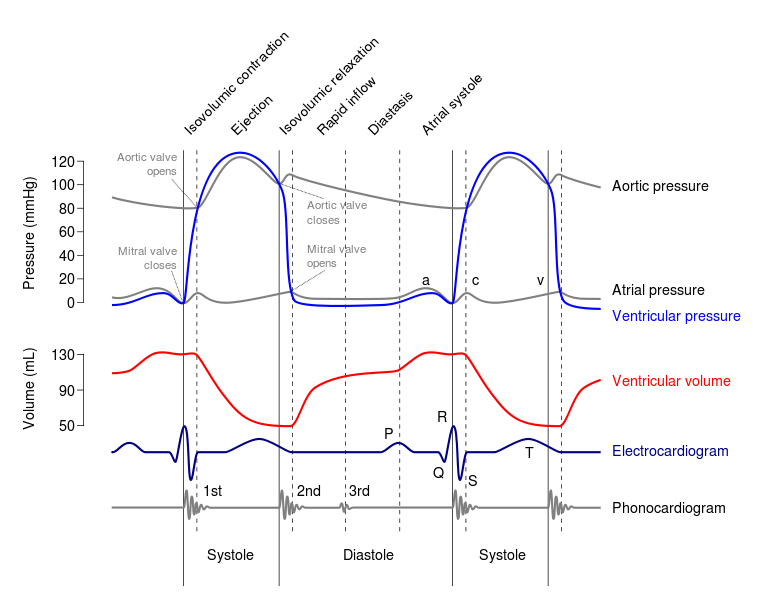 Isovolumic contraction
Ejection
Isovolumic relaxation
Rapid inflow
Diastasis
Atrial systole
Pressure (mmHg)
120
100
80
60
40
20
0
Aortic valve
opens
Aortic valve
closes
Mitral valve
closes
Mitral valve
opens
a
c
v
Aortic pressure
Atrial pressure
Ventricular pressure
Volume (mL)
130
90
50
Ventricular volume
R
P
Q
S
T
Electrocardiogram
1st
2nd
3rd
Phonocardiogram
Systole
Diastole
Systole